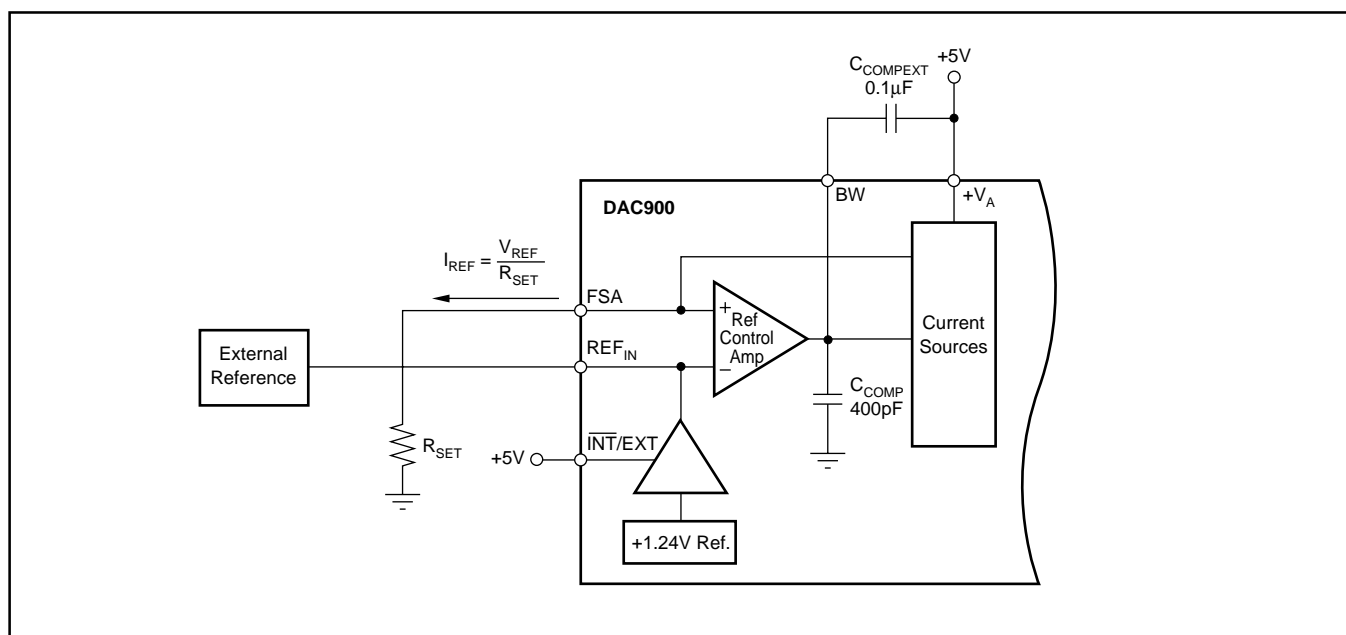 +5V
C_COMPEXT
0.1μF
BW
+V_A
DAC900
I_REF = V_REF / R_SET
FSA
+
Ref
Control
Amp
−
Current
Sources
External
Reference
REF_IN
C_COMP
400pF
R_SET
+5V
I̅N̅T̅/EXT
+1.24V Ref.